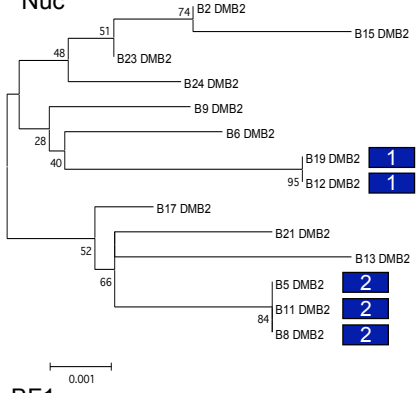 Nuc
74 B2 DMB2
51
B15 DMB2
48
B23 DMB2
B24 DMB2
B9 DMB2
B6 DMB2
28
40
B19 DMB2 1
95 B12 DMB2 1
B17 DMB2
B21 DMB2
52
B13 DMB2
66
B5 DMB2 2
B11 DMB2 2
84
B8 DMB2 2
0.001